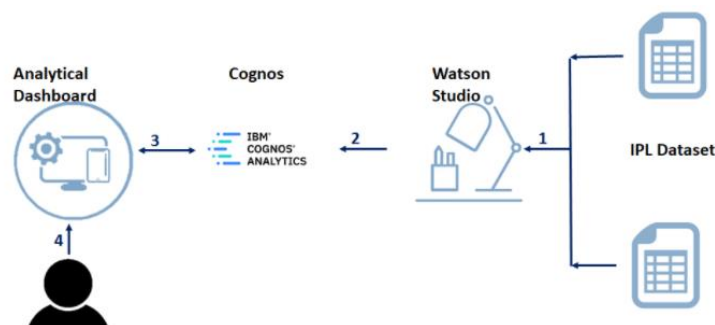 Analytical
Dashboard
Cognos
Watson
Studio
3
IBM®
COGNOS®
ANALYTICS
2
1
IPL Dataset
4